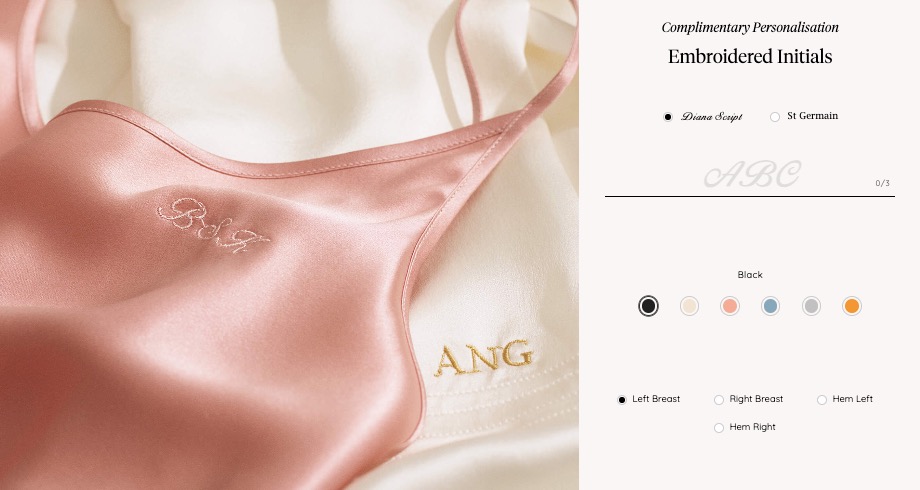 Complimentary Personalisation
Embroidered Initials
Diana Script
St Germain
ABC
0/3
Black
Left Breast
Right Breast
Hem Left
Hem Right
ANG